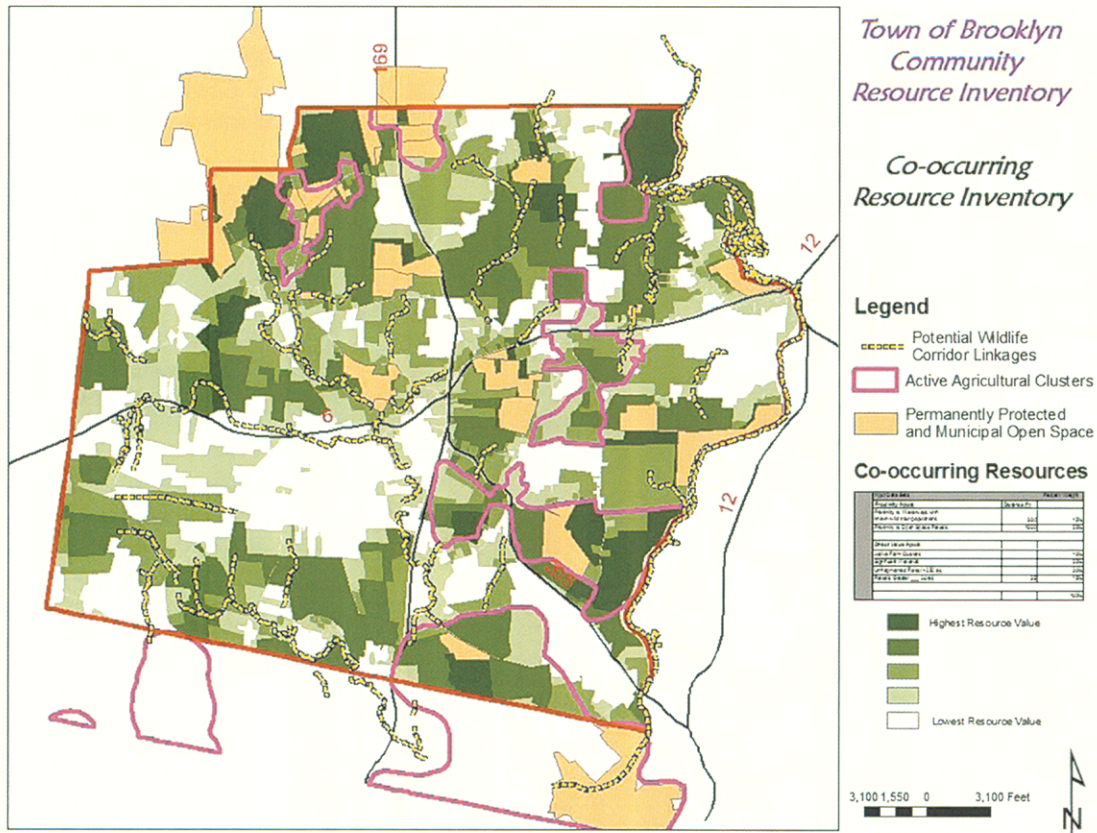 Town of Brooklyn
Community
Resource Inventory
Co-occurring
Resource Inventory
169
12
6
12
Legend
Potential Wildlife
Corridor Linkages
Active Agricultural Clusters
Permanently Protected
and Municipal Open Space
Co-occurring Resources
Highest Resource Value
Lowest Resource Value
3,100 1,550 0 3,100 Feet
N